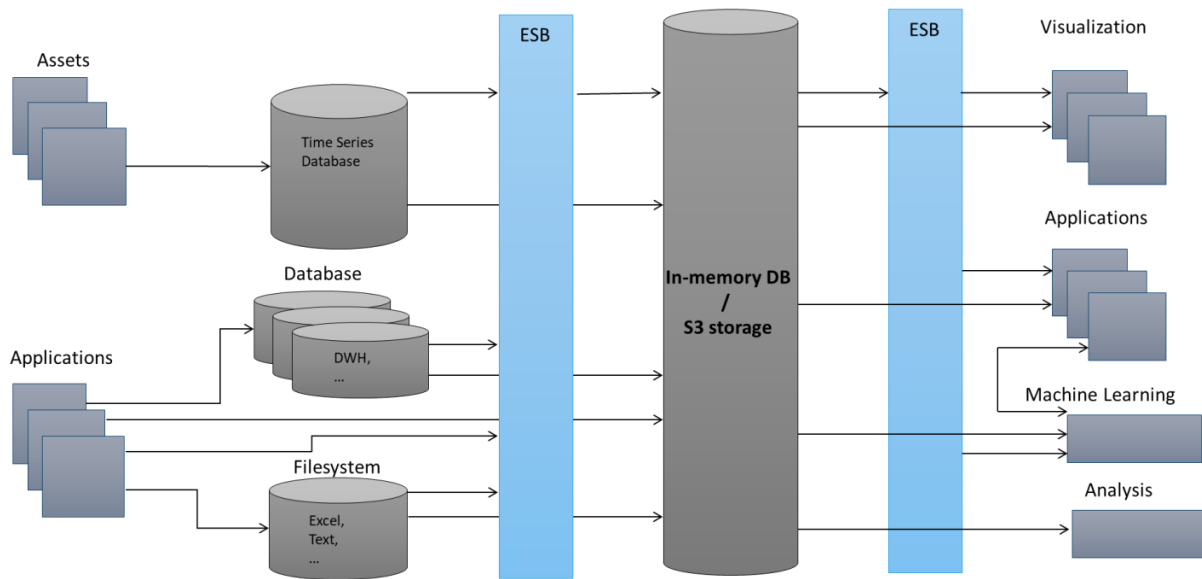 Assets
Time Series
Database
Database
DWH,
...
Applications
Filesystem
Excel,
Text,
...
ESB
In-memory DB
/
S3 storage
ESB
Visualization
Applications
Machine Learning
Analysis